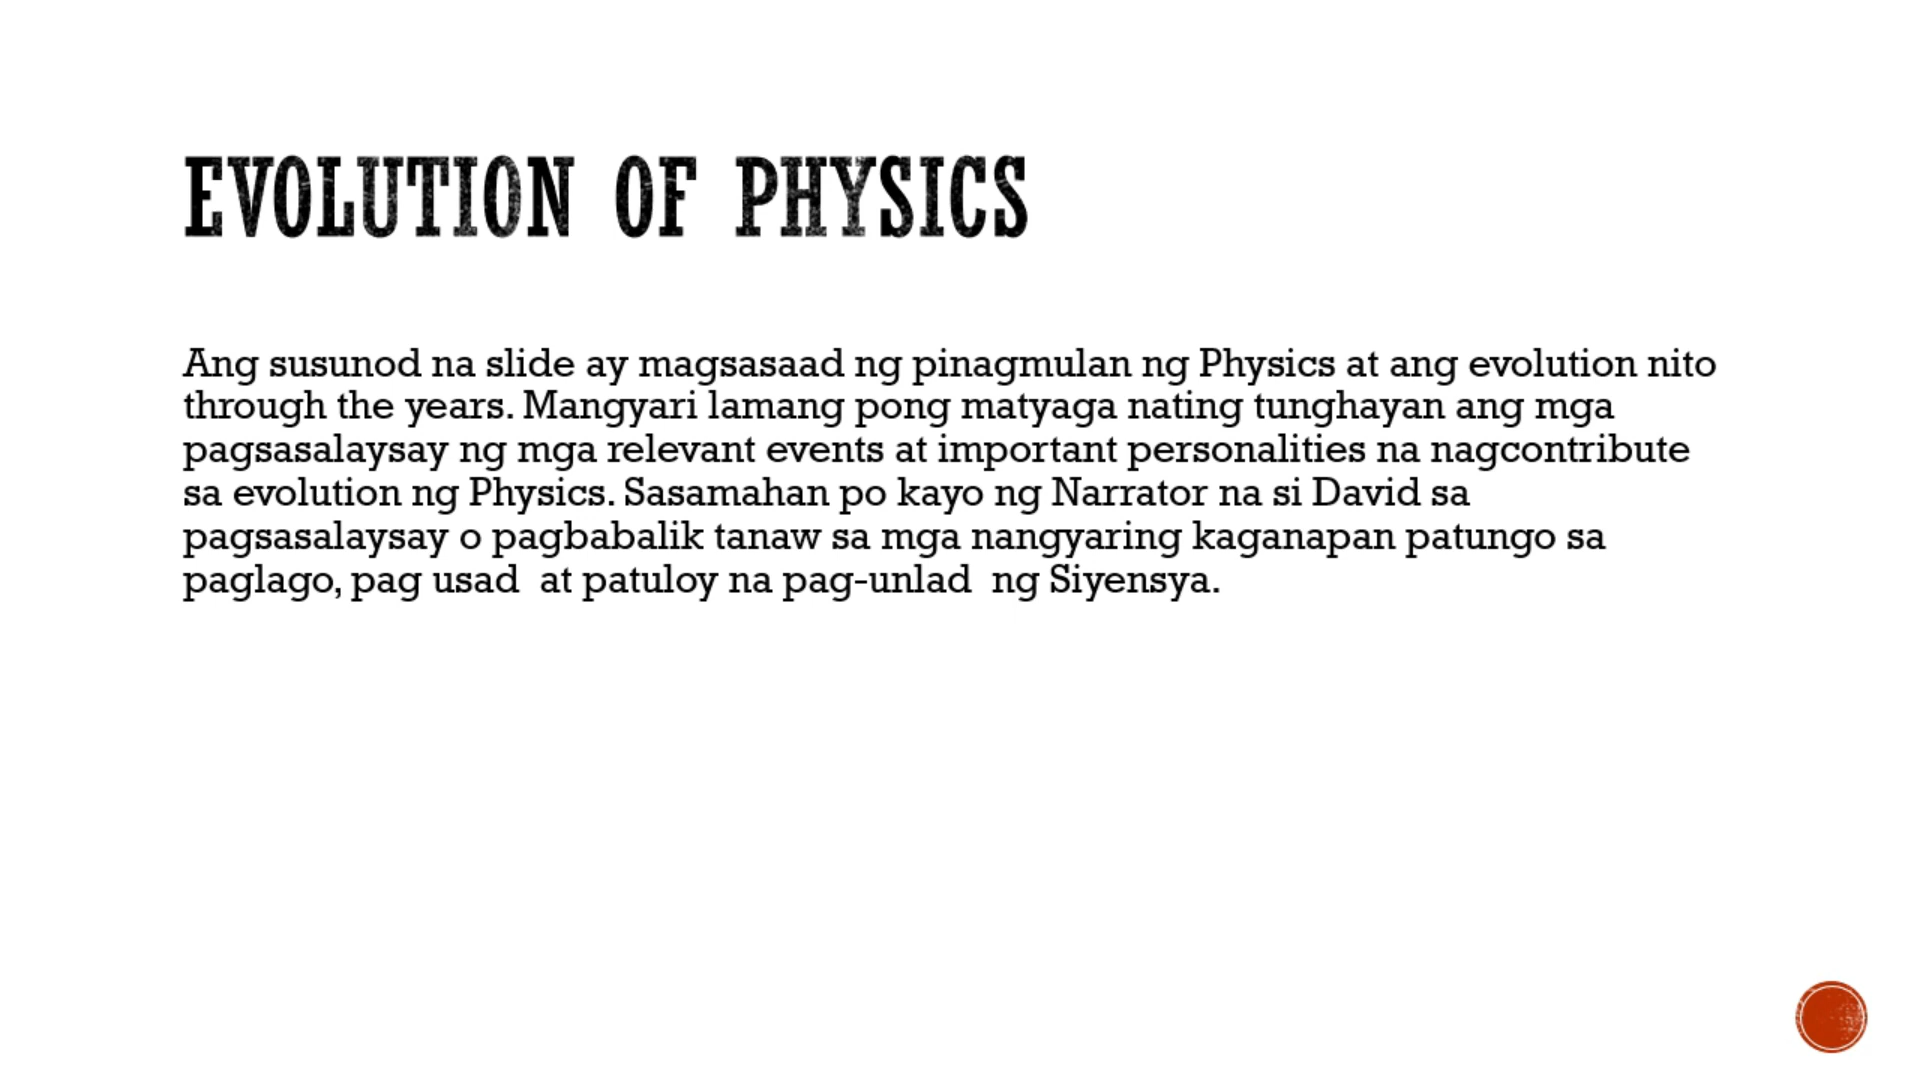 EVOLUTION OF PHYSICS
Ang susunod na slide ay magsasaad ng pinagmulan ng Physics at ang evolution nito
through the years. Mangyari lamang pong matyaga nating tunghayan ang mga
pagsasalaysay ng mga relevant events at important personalities na nagcontribute
sa evolution ng Physics. Sasamahan po kayo ng Narrator na si David sa
pagsasalaysay o pagbabalik tanaw sa mga nangyaring kaganapan patungo sa
paglago, pag usad  at patuloy na pag-unlad  ng Siyensya.